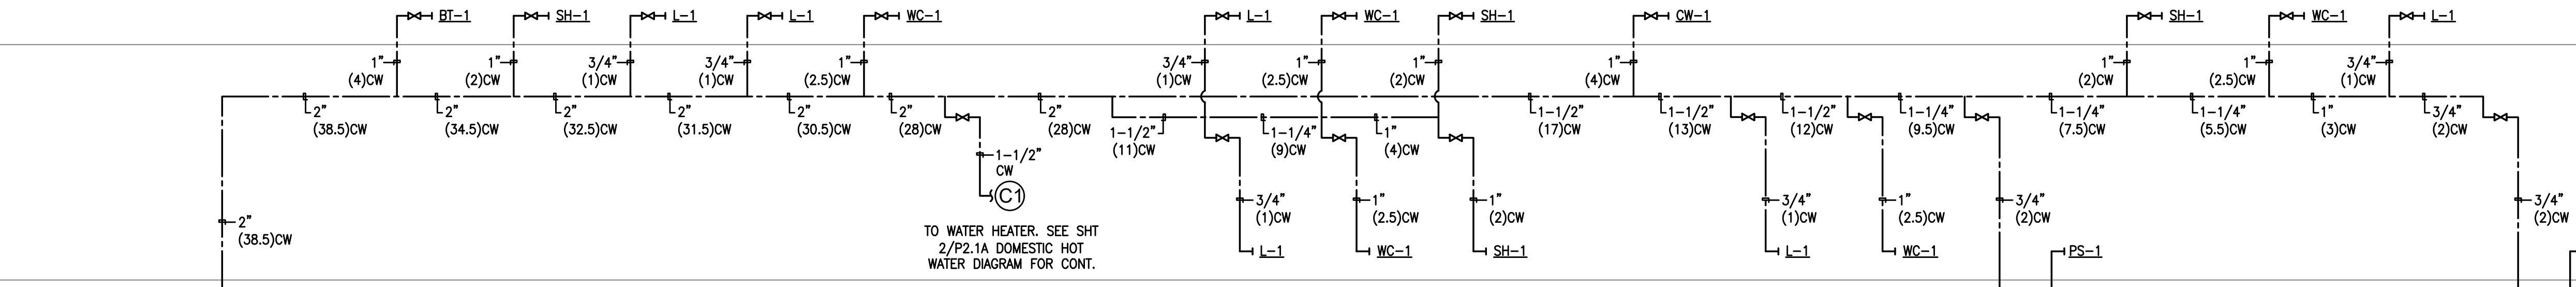 BT-1 SH-1 L-1 L-1 WC-1 L-1 WC-1 SH-1 CW-1 SH-1 WC-1 L-1
1" 1" 3/4" 3/4" 1" 3/4" 1" 1" 1" 1" 1" 3/4"
(4)CW (2)CW (1)CW (1)CW (2.5)CW (1)CW (2.5)CW (2)CW (4)CW (2)CW (2.5)CW (1)CW
2" 2" 2" 2" 2" 2" 2" 1-1/2" 1-1/2" 1-1/2" 1-1/4" 1-1/4" 1-1/4" 1" 3/4"
(38.5)CW (34.5)CW (32.5)CW (31.5)CW (30.5)CW (28)CW (28)CW (17)CW (13)CW (12)CW (9.5)CW (7.5)CW (5.5)CW (3)CW (2)CW
1-1/2" 1-1/4" 1"
(11)CW (9)CW (4)CW
1-1/2"
CW
C1
3/4" 1" 1" 3/4" 1" 3/4" 3/4"
(1)CW (2.5)CW (2)CW (1)CW (2.5)CW (2)CW (2)CW
2"
(38.5)CW
TO WATER HEATER. SEE SHT
2/P2.1A DOMESTIC HOT
WATER DIAGRAM FOR CONT.
L-1 WC-1 SH-1 L-1 WC-1 PS-1